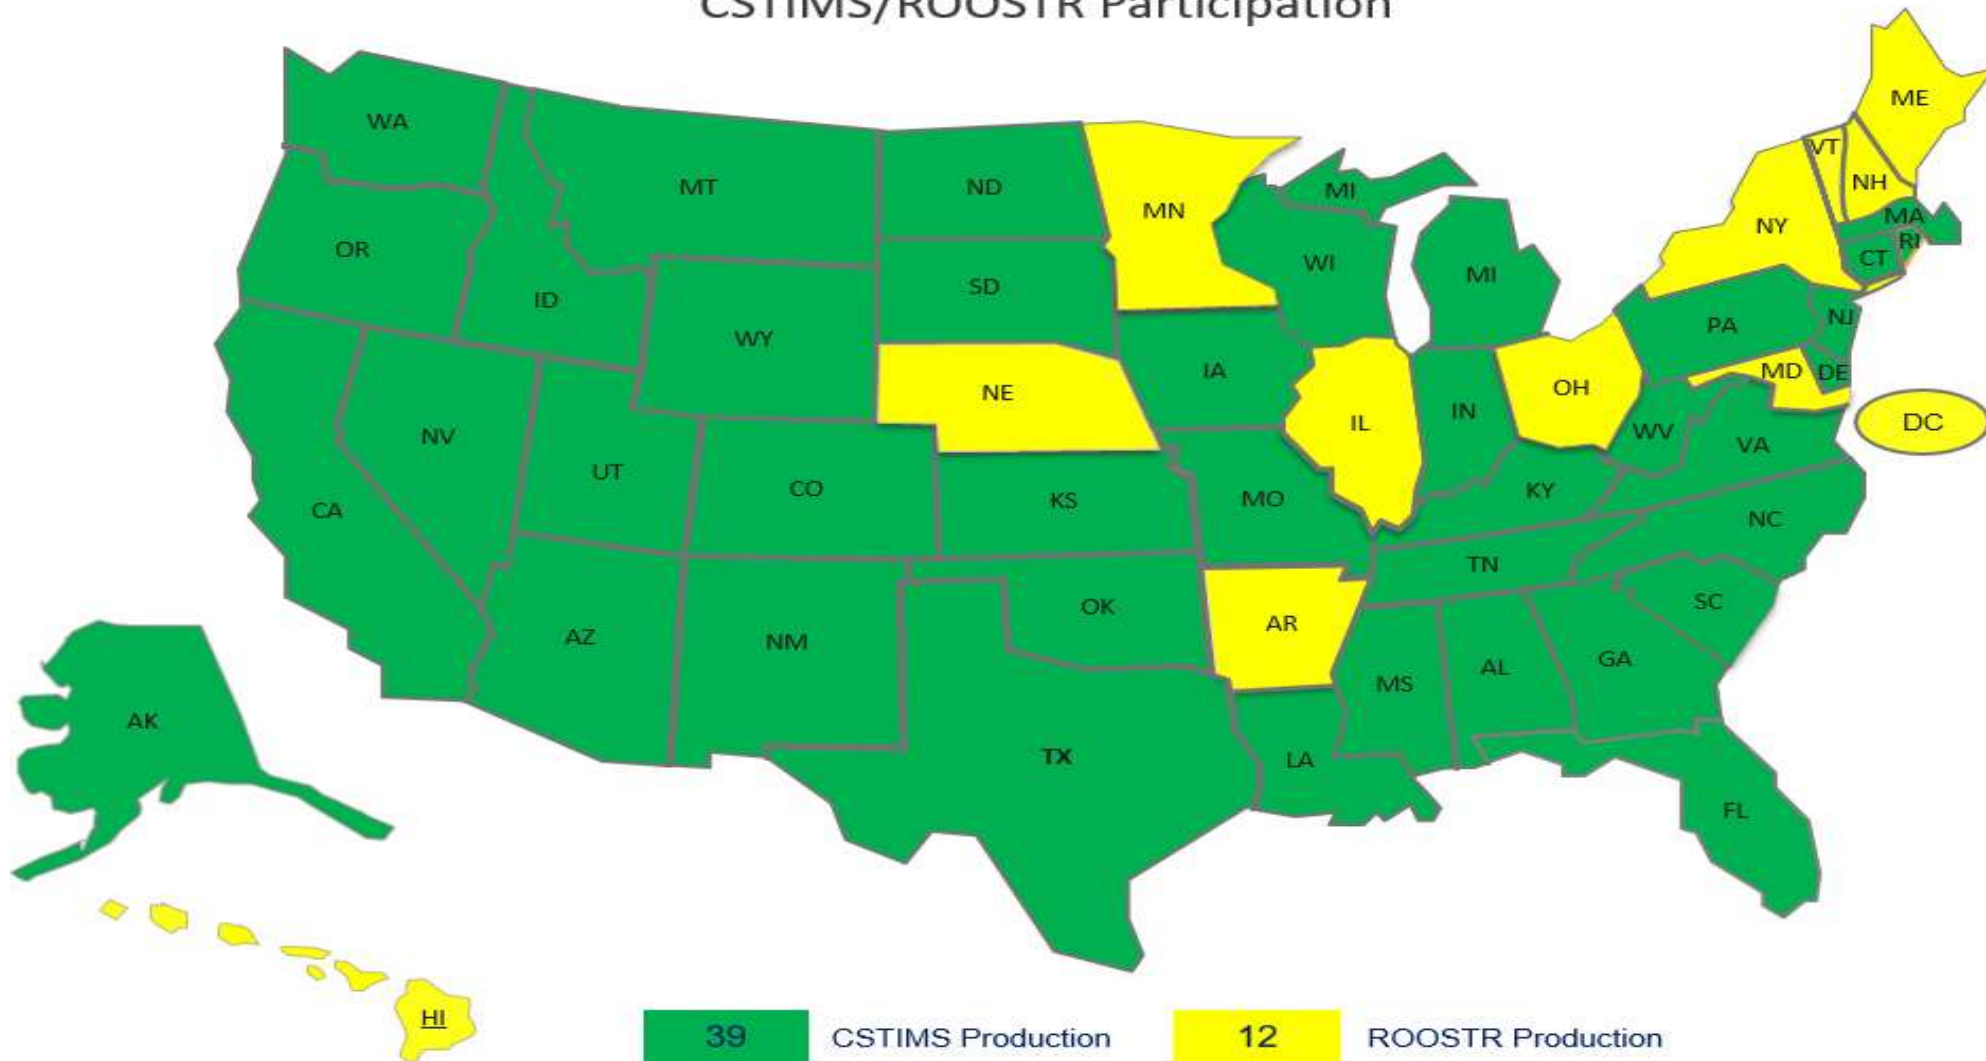 CSTIMS/ROOSTR Participation
ME
WA
VT
MT
ND
NH
MI
MN
MA
NY
OR
RI
WI
CT
MI
SD
ID
NJ
PA
WY
IA
MD
DE
OH
NE
IN
IL
DC
WV
NV
VA
UT
CO
KY
MO
KS
CA
NC
TN
SC
OK
AR
AZ
NM
GA
AL
MS
AK
TX
LA
FL
HI
39 CSTIMS Production 12 ROOSTR Production